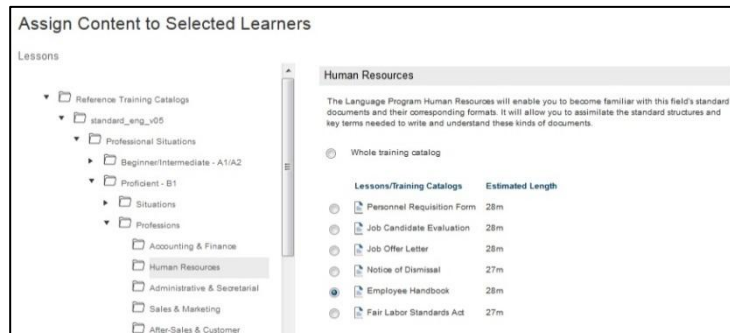 Assign Content to Selected Learners
Lessons
Reference Training Catalogs
standard_eng_v05
Professional Situations
Beginner/Intermediate - A1/A2
Proficient - B1
Situations
Professions
Accounting & Finance
Human Resources
Administrative & Secretarial
Sales & Marketing
After-Sales & Customer
Human Resources
The Language Program Human Resources will enable you to become familiar with this field's standard
documents and their corresponding formats. It will allow you to assimilate the standard structures and
key terms needed to write and understand these kinds of documents.
Whole training catalog
Lessons/Training Catalogs Estimated Length
Personnel Requisition Form 28m
Job Candidate Evaluation 28m
Job Offer Letter 28m
Notice of Dismissal 27m
Employee Handbook 28m
Fair Labor Standards Act 27m